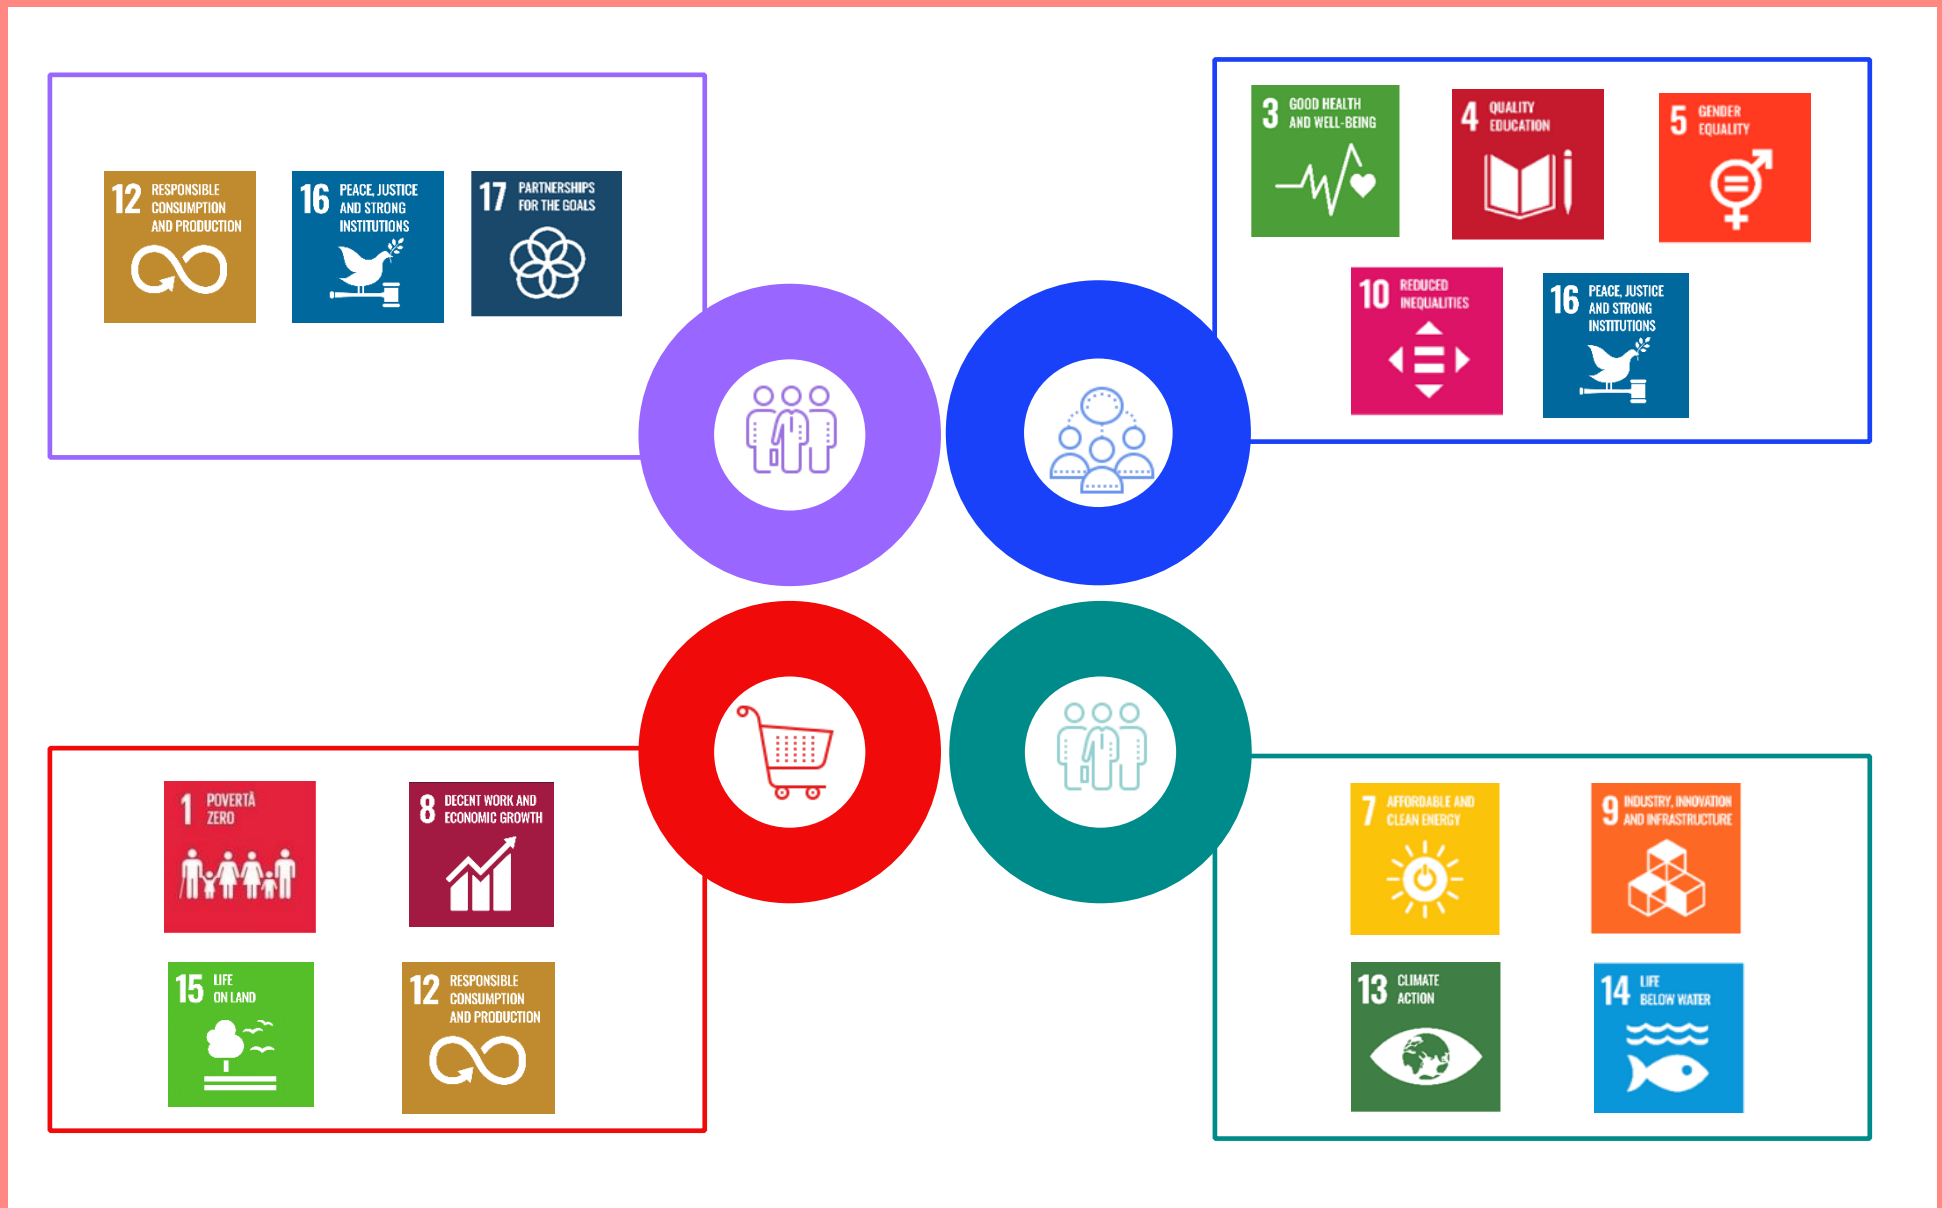 12 RESPONSIBLE
CONSUMPTION
AND PRODUCTION
16 PEACE, JUSTICE
AND STRONG
INSTITUTIONS
17 PARTNERSHIPS
FOR THE GOALS
3 GOOD HEALTH
AND WELL-BEING
4 QUALITY
EDUCATION
5 GENDER
EQUALITY
10 REDUCED
INEQUALITIES
16 PEACE, JUSTICE
AND STRONG
INSTITUTIONS
1 POVERTÀ
ZERO
8 DECENT WORK AND
ECONOMIC GROWTH
15 LIFE
ON LAND
12 RESPONSIBLE
CONSUMPTION
AND PRODUCTION
7 AFFORDABLE AND
CLEAN ENERGY
9 INDUSTRY, INNOVATION
AND INFRASTRUCTURE
13 CLIMATE
ACTION
14 LIFE
BELOW WATER